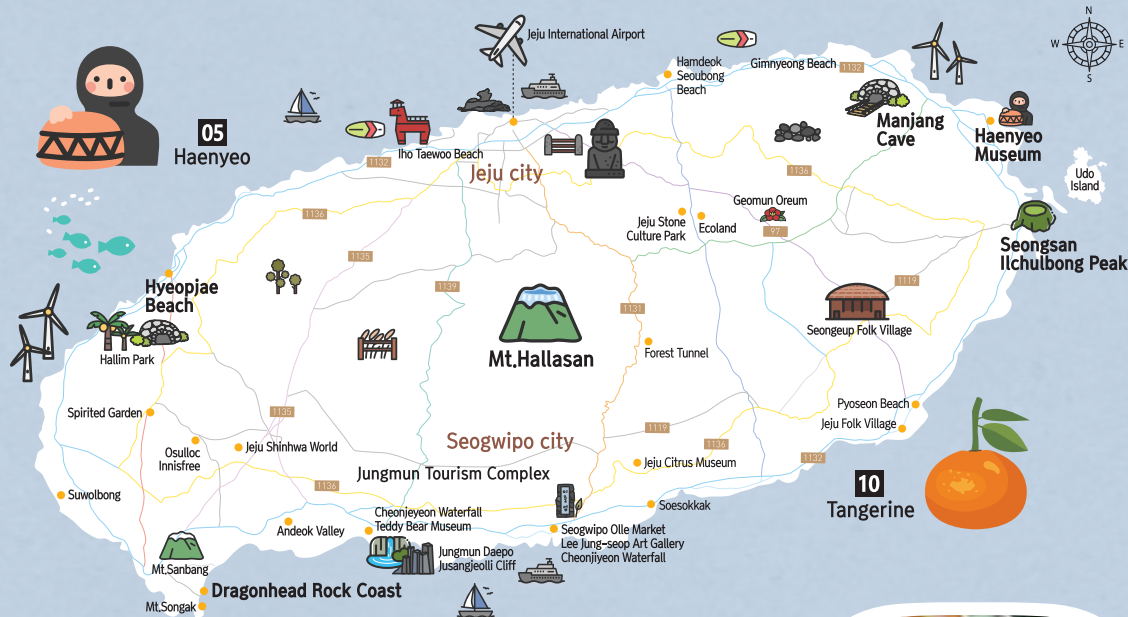 Jeju International Airport
N
W
E
S
Hamdeok
Seoubong
Beach
Gimnyeong Beach
1132
05
Haenyeo
Manjang
Cave
Haenyeo
Museum
Iho Taewoo Beach
1132
Jeju city
1136
Udo
Island
1136
Geomun Oreum
Jeju Stone
Culture Park
Ecoland
97
Seongsan
Ilchulbong Peak
1135
Hyeopjae
Beach
1139
1119
1131
Mt.Hallasan
Seongeup Folk Village
Hallim Park
Forest Tunnel
Spirited Garden
1135
Pyoseon Beach
Jeju Folk Village
1119
Seogwipo city
1136
Osulloc
Innisfree
Jeju Shinhwa World
Jungmun Tourism Complex
Jeju Citrus Museum
1132
10
Tangerine
1136
Suwolbong
Soesokkak
Cheonjeyeon Waterfall
Teddy Bear Museum
Andeok Valley
Seogwipo Olle Market
Lee Jung-seop Art Gallery
Cheonjiyeon Waterfall
Jungmun Daepo
Jusangjeolli Cliff
Mt.Sanbang
Dragonhead Rock Coast
Mt.Songak